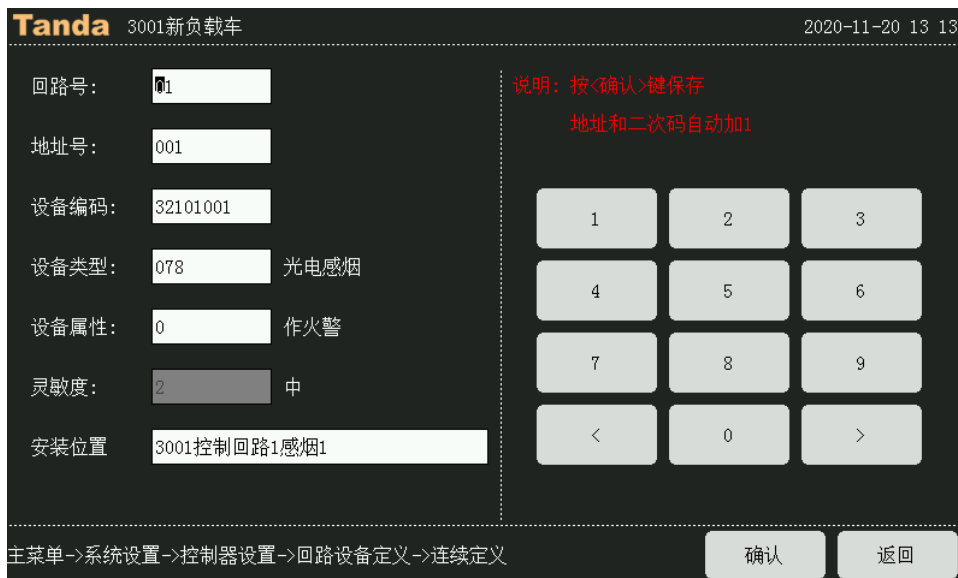 Tanda 3001新负载车 2020-11-20 13 13
回路号: 01
说明: 按<确认>键保存
地址和二次码自动加1
地址号: 001
设备编码: 32101001
设备类型: 078 光电感烟
设备属性: 0 作火警
灵敏度: 2 中
安装位置 3001控制回路1感烟1
1 2 3
4 5 6
7 8 9
< 0 >
主菜单->系统设置->控制器设置->回路设备定义->连续定义
确认 返回